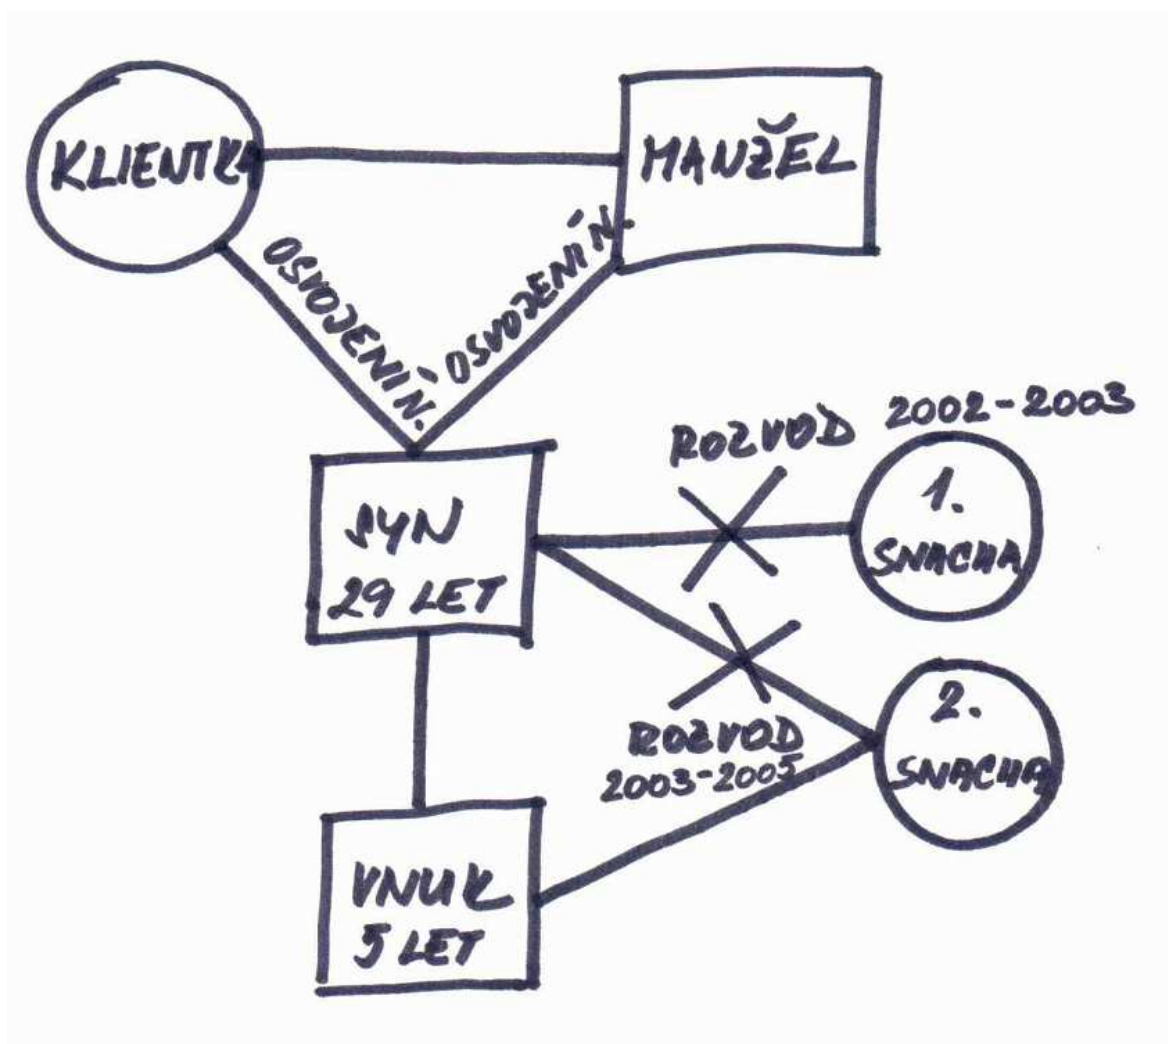 KLIENTKA
MANŽEL
OSVOJENÍ N.
OSVOJENÍ N.
ROZVOD 2002-2003
1.
SNACHA
SYN
29 LET
2.
SNACHA
ROZVOD
2003-2005
VNUK
5 LET